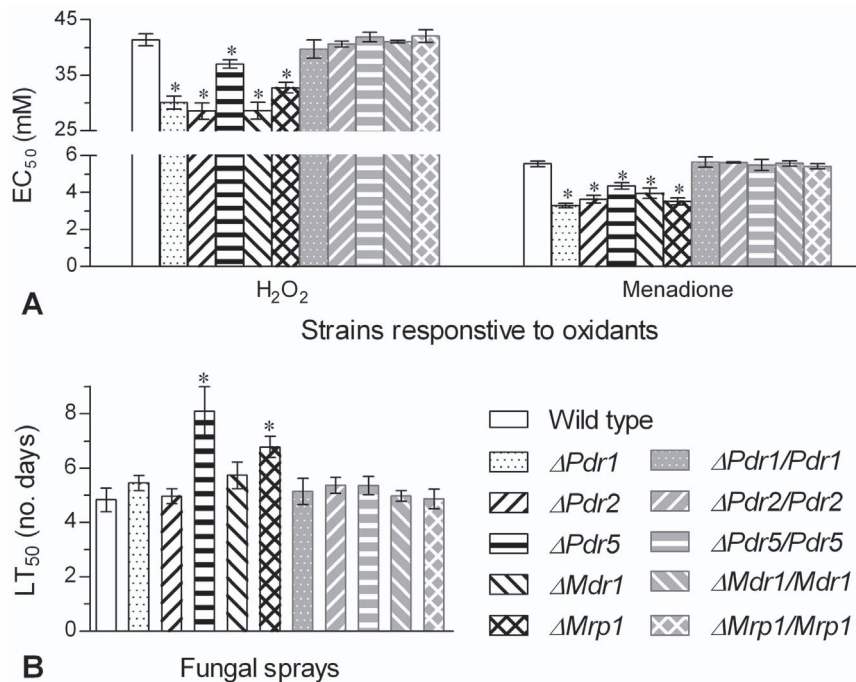 45
35
25
6
4
2
0
EC50 (mM)
* * * * *
* * * * *
A
H2O2 Menadione
Strains responstive to oxidants
8
6
4
2
0
LT50 (no. days)
* *
B
Fungal sprays
Wild type
ΔPdr1 ΔPdr1/Pdr1
ΔPdr2 ΔPdr2/Pdr2
ΔPdr5 ΔPdr5/Pdr5
ΔMdr1 ΔMdr1/Mdr1
ΔMrp1 ΔMrp1/Mrp1